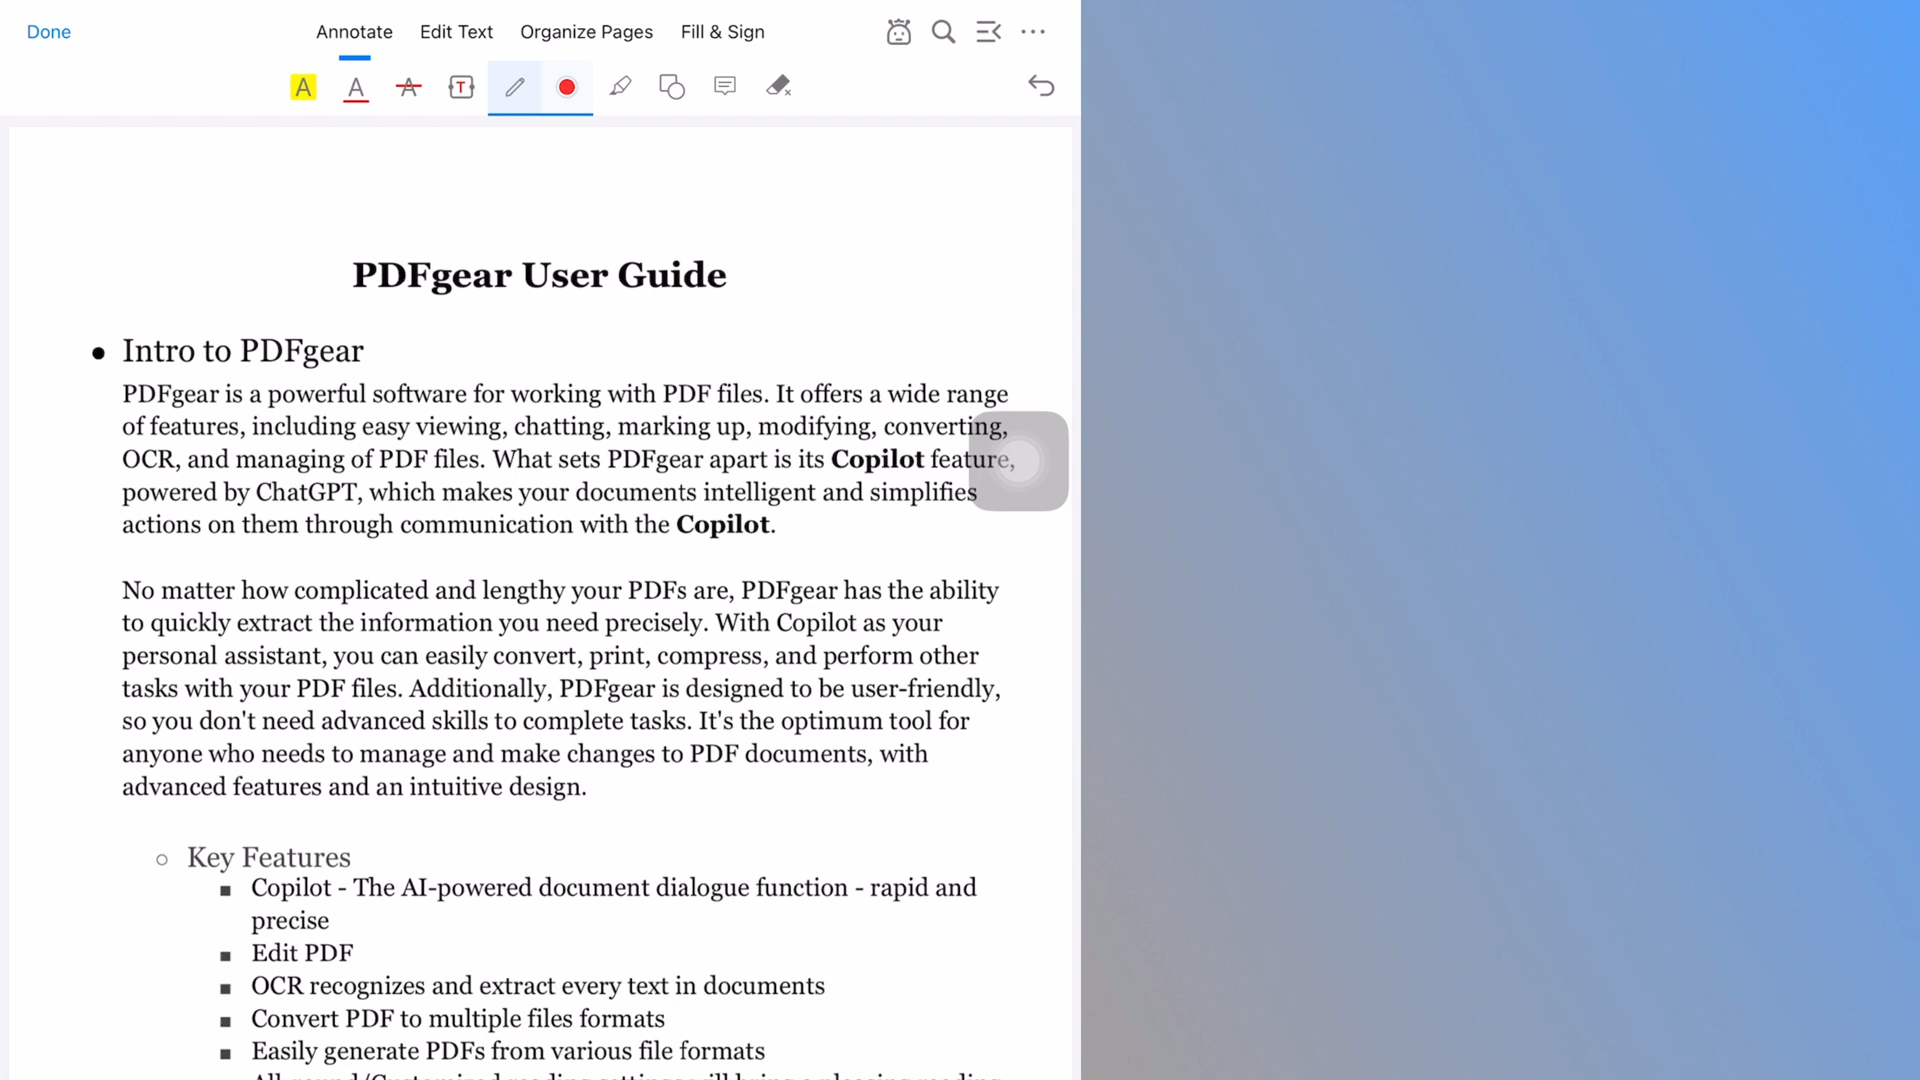 Done
Annotate
Edit Text
Organize Pages
Fill & Sign
A
A
A
T
PDFgear User Guide
● Intro to PDFgear
PDFgear is a powerful software for working with PDF files. It offers a wide range
of features, including easy viewing, chatting, marking up, modifying, converting,
OCR, and managing of PDF files. What sets PDFgear apart is its Copilot feature,
powered by ChatGPT, which makes your documents intelligent and simplifies
actions on them through communication with the Copilot.
No matter how complicated and lengthy your PDFs are, PDFgear has the ability
to quickly extract the information you need precisely. With Copilot as your
personal assistant, you can easily convert, print, compress, and perform other
tasks with your PDF files. Additionally, PDFgear is designed to be user-friendly,
so you don't need advanced skills to complete tasks. It's the optimum tool for
anyone who needs to manage and make changes to PDF documents, with
advanced features and an intuitive design.
○ Key Features
■ Copilot - The AI-powered document dialogue function - rapid and
precise
■ Edit PDF
■ OCR recognizes and extract every text in documents
■ Convert PDF to multiple files formats
■ Easily generate PDFs from various file formats
All-round/Customized reading settings will bring a pleasing reading